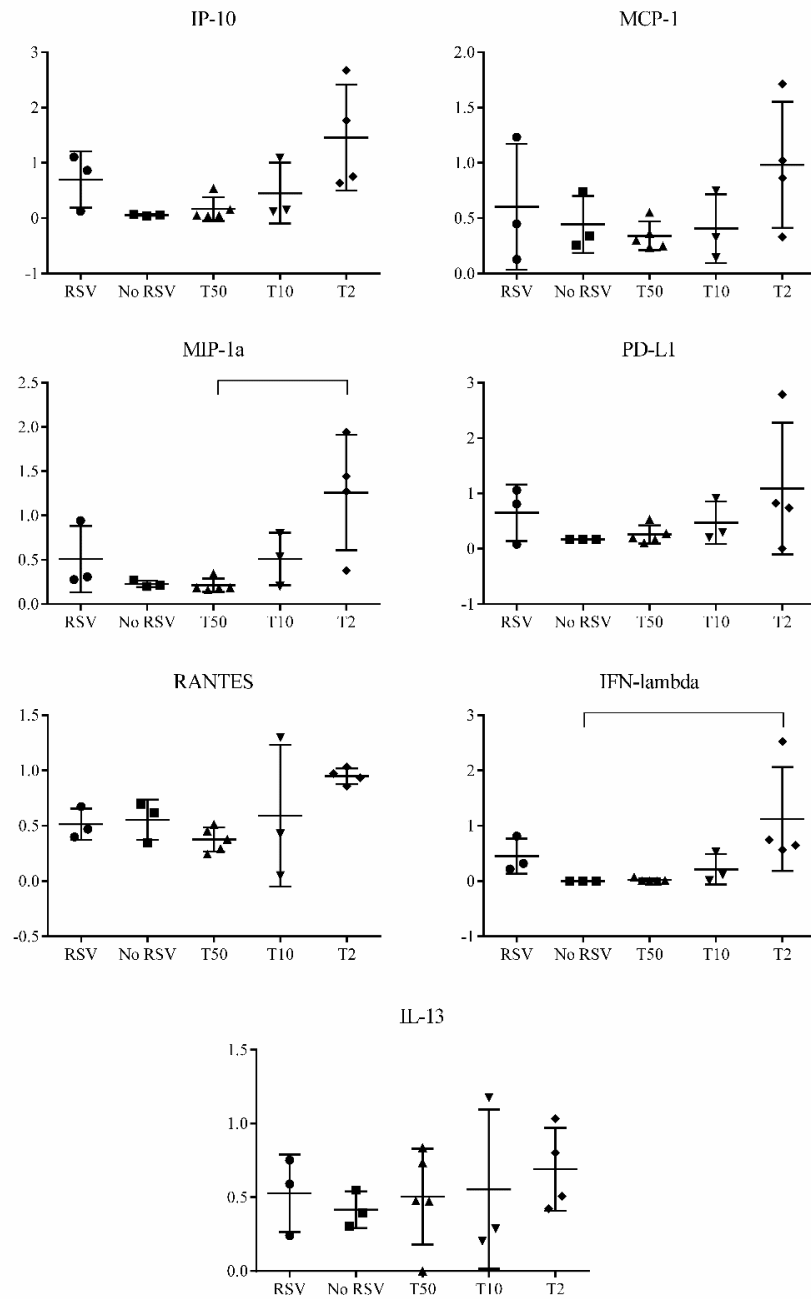 IP-10
3
2
1
0
-1
RSV No RSV T50 T10 T2
MCP-1
2.0
1.5
1.0
0.5
0.0
RSV No RSV T50 T10 T2
MIP-1a
2.5
2.0
1.5
1.0
0.5
0.0
RSV No RSV T50 T10 T2
PD-L1
3
2
1
0
-1
RSV No RSV T50 T10 T2
RANTES
1.5
1.0
0.5
0.0
-0.5
RSV No RSV T50 T10 T2
IFN-lambda
3
2
1
0
-1
RSV No RSV T50 T10 T2
IL-13
1.5
1.0
0.5
0.0
RSV No RSV T50 T10 T2